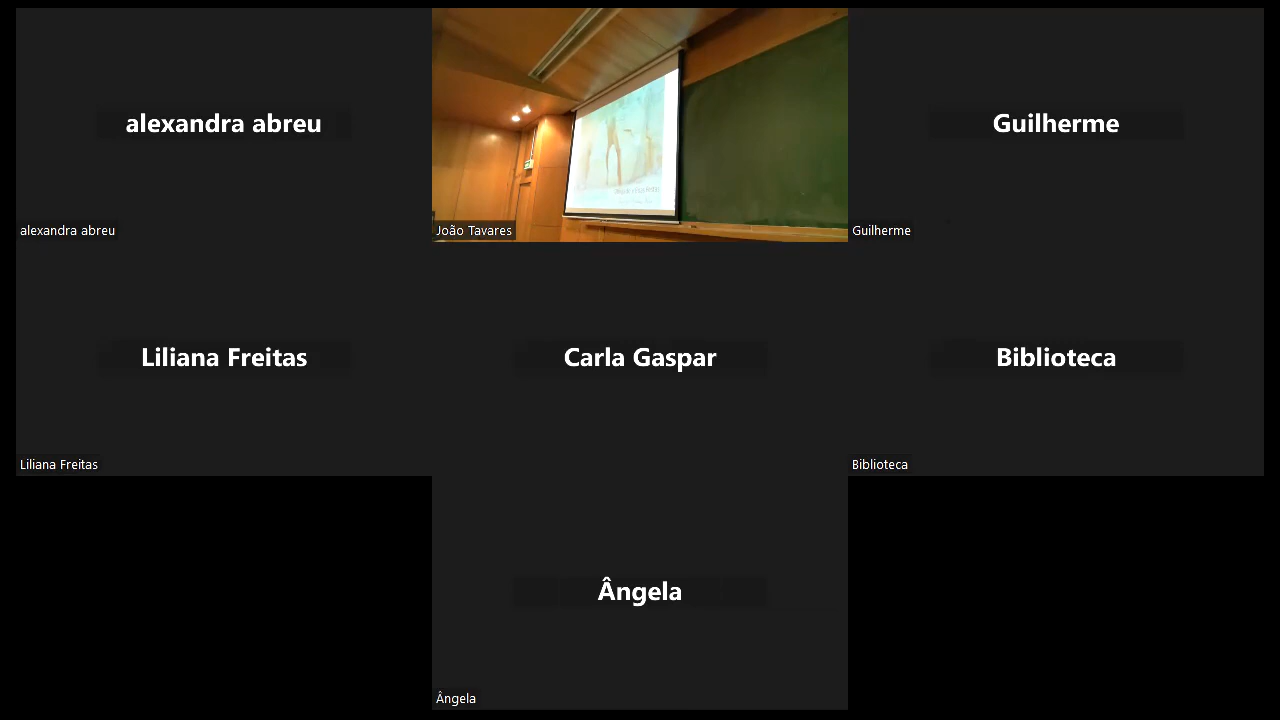 alexandra abreu
alexandra abreu
João Tavares
Guilherme
Guilherme
Liliana Freitas
Liliana Freitas
Carla Gaspar
Biblioteca
Biblioteca
Ângela
Ângela